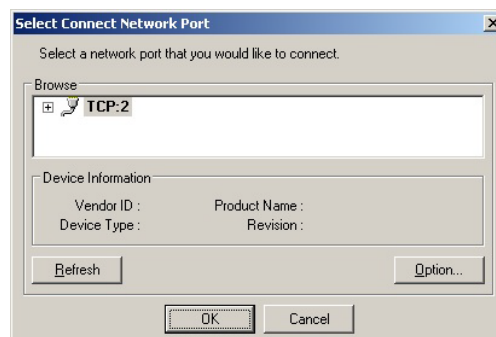 Select Connect Network Port
Select a network port that you would like to connect.
Browse
TCP:2
Device Information
Vendor ID : Product Name :
Device Type : Revision :
Refresh Option...
OK Cancel